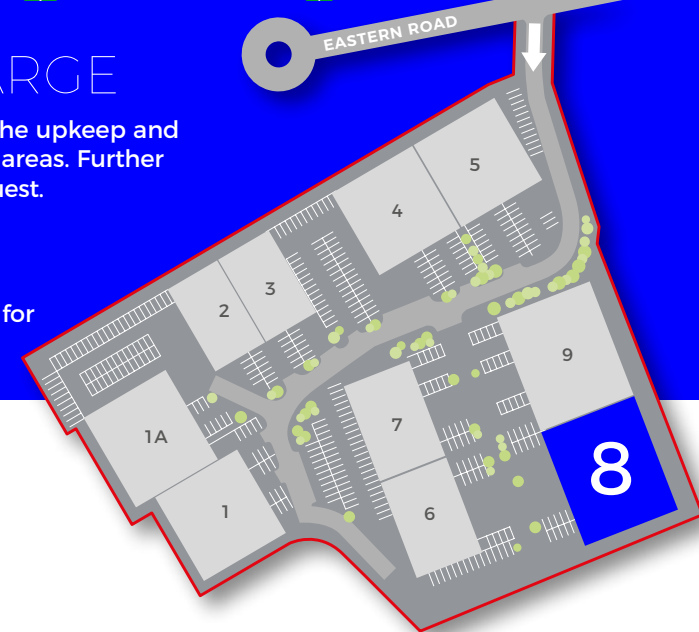 EASTERN ROAD
ARGE
he upkeep and
areas. Further
uest.
for
5
4
3
2
9
1A
7
8
1
6